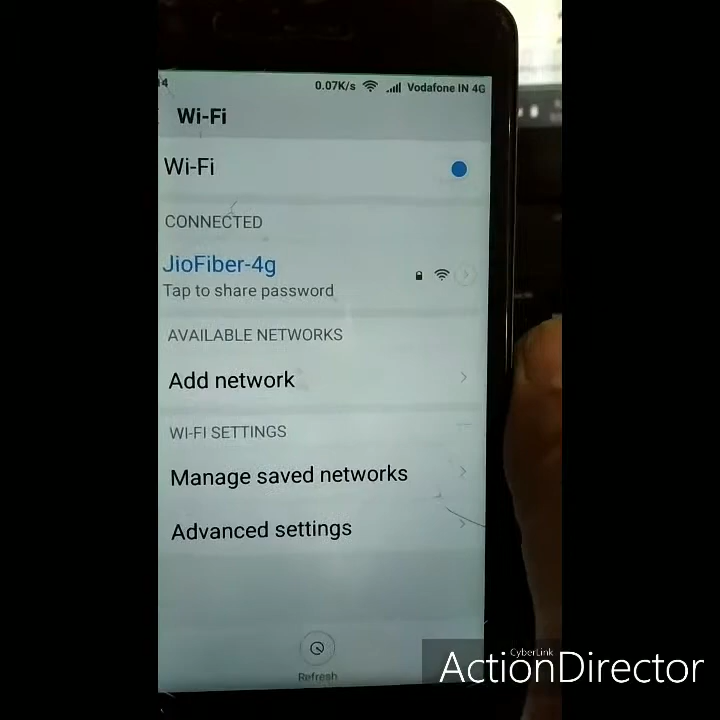 0.07K/s Vodafone IN 4G
Wi-Fi
Wi-Fi
CONNECTED
JioFiber-4g
Tap to share password
AVAILABLE NETWORKS
Add network
WI-FI SETTINGS
Manage saved networks
Advanced settings
Refresh
CyberLink
ActionDirector